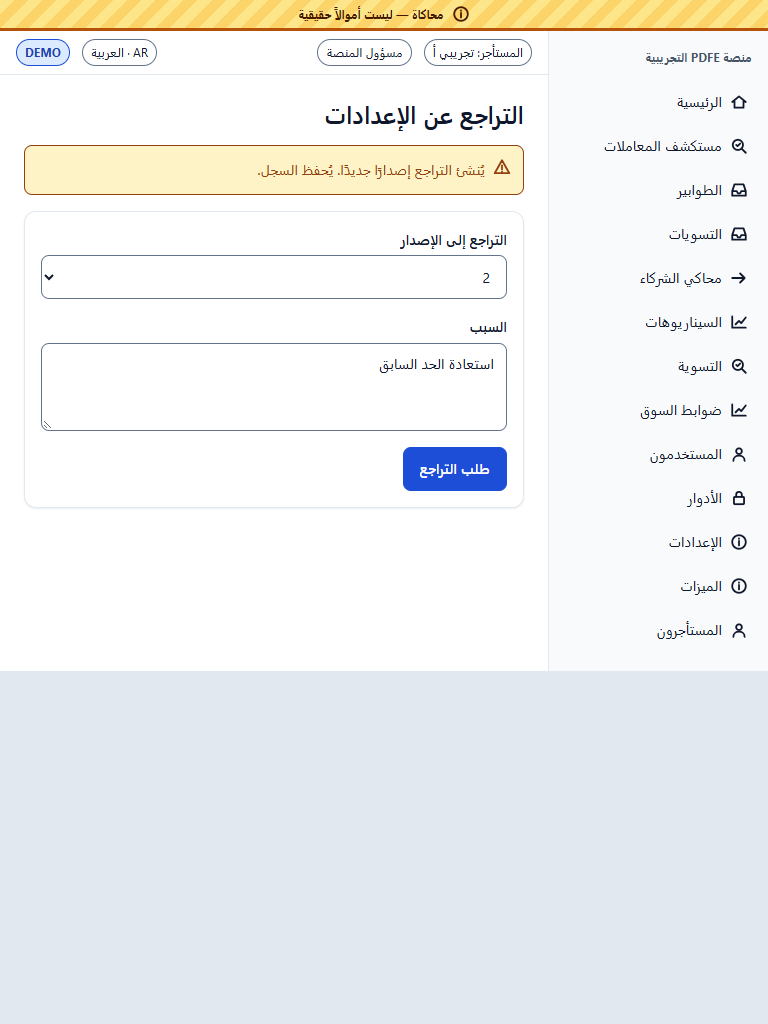 محاكاة — ليست أموالاً حقيقية
منصة PDFE التجريبية
الرئيسية
مستكشف المعاملات
الطوابير
التسويات
محاكي الشركاء
السيناريوهات
التسوية
ضوابط السوق
المستخدمون
الأدوار
الإعدادات
الميزات
المستأجرون
المستأجر: تجريبي أ
مسؤول المنصة
AR · العربية
DEMO
التراجع عن الإعدادات
يُنشئ التراجع إصدارًا جديدًا. يُحفظ السجل.
التراجع إلى الإصدار
2
السبب
استعادة الحد السابق
طلب التراجع